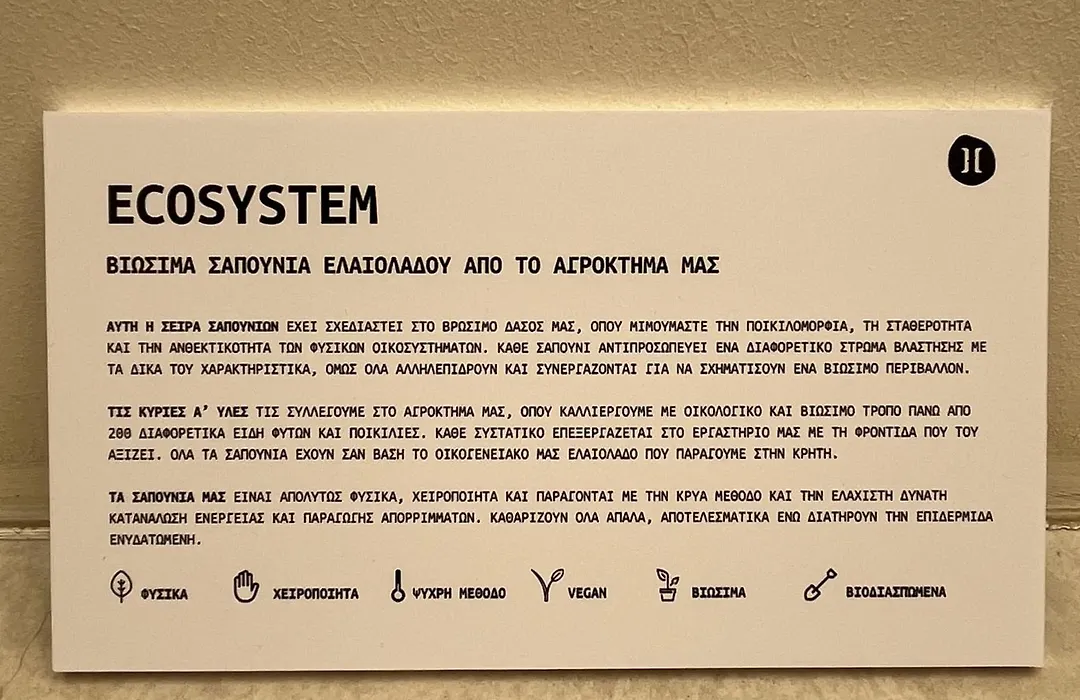 ECOSYSTEM
ΒΙΩΣΙΜΑ ΣΑΠΟΥΝΙΑ ΕΛΑΙΟΛΑΔΟΥ ΑΠΟ ΤΟ ΑΓΡΟΚΤΗΜΑ ΜΑΣ
ΑΥΤΗ Η ΣΕΙΡΑ ΣΑΠΟΥΝΙΩΝ ΕΧΕΙ ΣΧΕΔΙΑΣΤΕΙ ΣΤΟ ΒΡΩΣΙΜΟ ΔΑΣΟΣ ΜΑΣ, ΟΠΟΥ ΜΙΜΟΥΜΑΣΤΕ ΤΗΝ ΠΟΙΚΙΛΟΜΟΡΦΙΑ, ΤΗ ΣΤΑΘΕΡΟΤΗΤΑ
ΚΑΙ ΤΗΝ ΑΝΘΕΚΤΙΚΟΤΗΤΑ ΤΩΝ ΦΥΣΙΚΩΝ ΟΙΚΟΣΥΣΤΗΜΑΤΩΝ. ΚΑΘΕ ΣΑΠΟΥΝΙ ΑΝΤΙΠΡΟΣΩΠΕΥΕΙ ΕΝΑ ΔΙΑΦΟΡΕΤΙΚΟ ΣΤΡΩΜΑ ΒΛΑΣΤΗΣΗΣ ΜΕ
ΤΑ ΔΙΚΑ ΤΟΥ ΧΑΡΑΚΤΗΡΙΣΤΙΚΑ, ΟΜΩΣ ΟΛΑ ΑΛΛΗΛΕΠΙΔΡΟΥΝ ΚΑΙ ΣΥΝΕΡΓΑΖΟΝΤΑΙ ΓΙΑ ΝΑ ΣΧΗΜΑΤΙΣΟΥΝ ΕΝΑ ΒΙΩΣΙΜΟ ΠΕΡΙΒΑΛΛΟΝ.
ΤΙΣ ΚΥΡΙΕΣ Α’ ΥΛΕΣ ΤΙΣ ΣΥΛΛΕΓΟΥΜΕ ΣΤΟ ΑΓΡΟΚΤΗΜΑ ΜΑΣ, ΟΠΟΥ ΚΑΛΛΙΕΡΓΟΥΜΕ ΜΕ ΟΙΚΟΛΟΓΙΚΟ ΚΑΙ ΒΙΩΣΙΜΟ ΤΡΟΠΟ ΠΑΝΩ ΑΠΟ
200 ΔΙΑΦΟΡΕΤΙΚΑ ΕΙΔΗ ΦΥΤΩΝ ΚΑΙ ΠΟΙΚΙΛΙΕΣ. ΚΑΘΕ ΣΥΣΤΑΤΙΚΟ ΕΠΕΞΕΡΓΑΖΕΤΑΙ ΣΤΟ ΕΡΓΑΣΤΗΡΙΟ ΜΑΣ ΜΕ ΤΗ ΦΡΟΝΤΙΔΑ ΠΟΥ ΤΟΥ
ΑΞΙΖΕΙ. ΟΛΑ ΤΑ ΣΑΠΟΥΝΙΑ ΕΧΟΥΝ ΣΑΝ ΒΑΣΗ ΤΟ ΟΙΚΟΓΕΝΕΙΑΚΟ ΜΑΣ ΕΛΑΙΟΛΑΔΟ ΠΟΥ ΠΑΡΑΓΟΥΜΕ ΣΤΗΝ ΚΡΗΤΗ.
ΤΑ ΣΑΠΟΥΝΙΑ ΜΑΣ ΕΙΝΑΙ ΑΠΟΛΥΤΩΣ ΦΥΣΙΚΑ, ΧΕΙΡΟΠΟΙΗΤΑ ΚΑΙ ΠΑΡΑΓΟΝΤΑΙ ΜΕ ΤΗΝ ΚΡΥΑ ΜΕΘΟΔΟ ΚΑΙ ΤΗΝ ΕΛΑΧΙΣΤΗ ΔΥΝΑΤΗ
ΚΑΤΑΝΑΛΩΣΗ ΕΝΕΡΓΕΙΑΣ ΚΑΙ ΠΑΡΑΓΩΓΗΣ ΑΠΟΡΡΙΜΜΑΤΩΝ. ΚΑΘΑΡΙΖΟΥΝ ΟΛΑ ΑΠΑΛΑ, ΑΠΟΤΕΛΕΣΜΑΤΙΚΑ ΕΝΩ ΔΙΑΤΗΡΟΥΝ ΤΗΝ ΕΠΙΔΕΡΜΙΔΑ
ΕΝΥΔΑΤΩΜΕΝΗ.
ΦΥΣΙΚΑ ΧΕΙΡΟΠΟΙΗΤΑ ΨΥΧΡΗ ΜΕΘΟΔΟ VEGAN ΒΙΩΣΙΜΑ ΒΙΟΔΙΑΣΠΩΜΕΝΑ